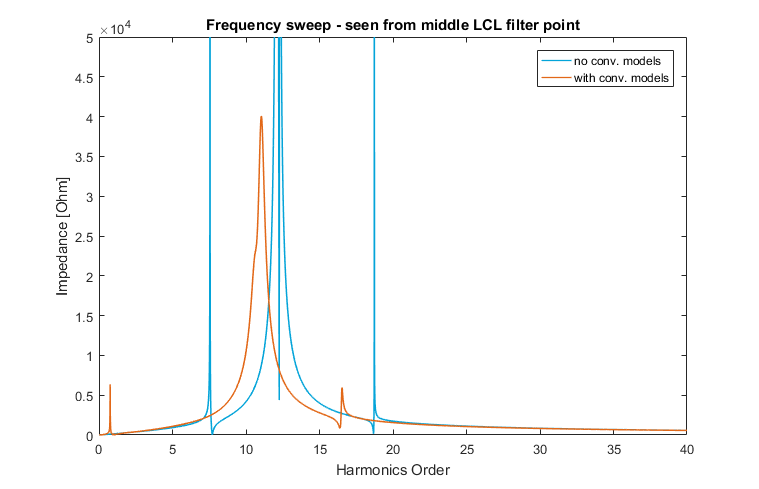 Frequency sweep - seen from middle LCL filter point
×10^4
5
4.5
4
3.5
3
2.5
2
1.5
1
0.5
0
Impedance [Ohm]
no conv. models
with conv. models
0 5 10 15 20 25 30 35 40
Harmonics Order